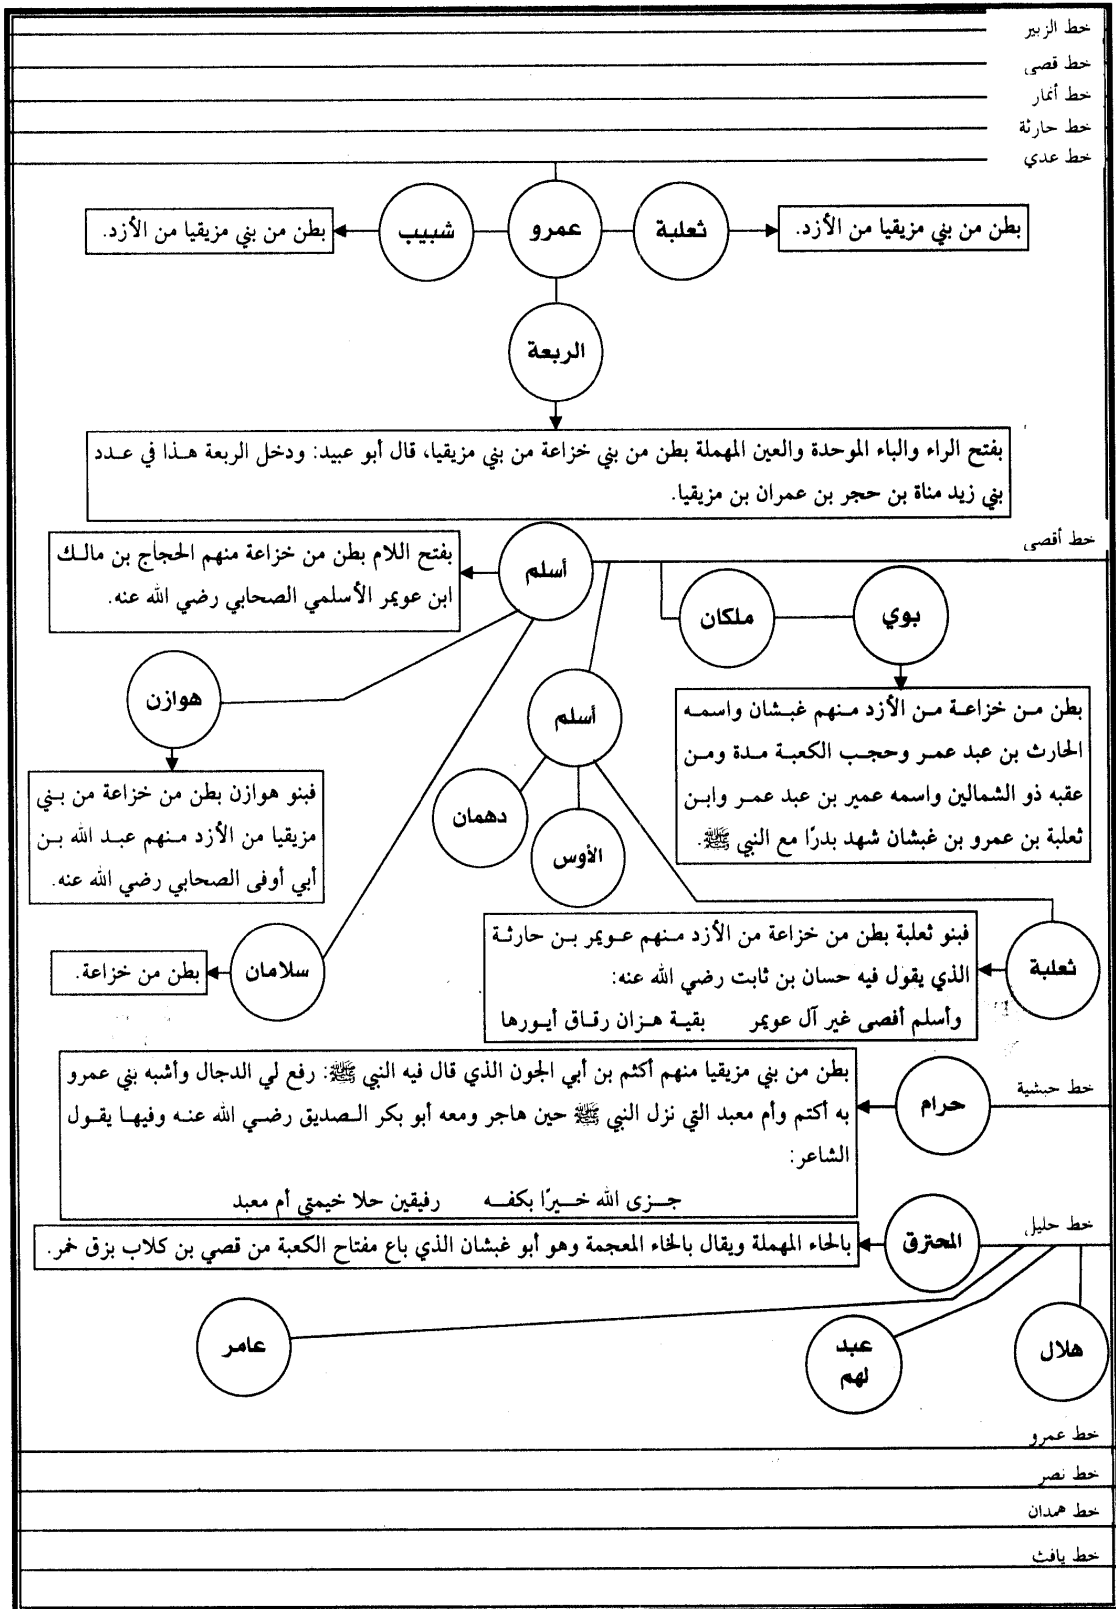 خط الزبير
خط قصى
خط أنمار
خط حارثة
خط عدي
ثعلبة
عمرو
شبيب
بطن من بني مزيقيا من الأزد.
بطن من بني مزيقيا من الأزد.
الربعة
بفتح الراء والباء الموحدة والعين المهملة بطن من بني خزاعة من بني مزيقيا، قال أبو عبيد: ودخل الربعة هذا في عدد
بني زيد مناة بن حجر بن عمران بن مزيقيا.
خط أقصى
أسلم
بفتح اللام بطن من خزاعة منهم الحجاج بن مالك
ابن عويمر الأسلمي الصحابي رضي الله عنه.
بوي
ملكان
بطن من خزاعة من الأزد منهم غبشان واسمه
الحارث بن عبد عمر وحجب الكعبة مدة ومن
عقبه ذو الشمالين واسمه عمير بن عبد عمر وابن
ثعلبة بن عمرو بن غبشان شهد بدرًا مع النبي ﷺ.
هوازن
فبنو هوازن بطن من خزاعة من بني
مزيقيا من الأزد منهم عبد الله بن
أبي أوفى الصحابي رضي الله عنه.
أسلم
دهمان
الأوس
ثعلبة
فبنو ثعلبة بطن من خزاعة من الأزد منهم عويمر بن حارثة
الذي يقول فيه حسان بن ثابت رضي الله عنه:
وأسلم أفصى غير آل عويمر بقية هزان رقاق أيورها
سلامان
بطن من خزاعة.
خط حبشية
حرام
بطن من بني مزيقيا منهم أكثم بن أبي الجون الذي قال فيه النبي ﷺ: رفع لي الدجال وأشبه بني عمرو
به أكتم وأم معبد التي نزل النبي ﷺ حين هاجر ومعه أبو بكر الصديق رضي الله عنه وفيها يقول
الشاعر:
جزى الله خيرًا بكفه رفيقين حلا خيمتي أم معبد
خط حليل
المحترق
بالحاء المهملة ويقال بالخاء المعجمة وهو أبو غبشان الذي باع مفتاح الكعبة من قصي بن كلاب بزق خمر.
هلال
عبد
لهم
عامر
خط عمرو
خط نصر
خط همدان
خط يافث